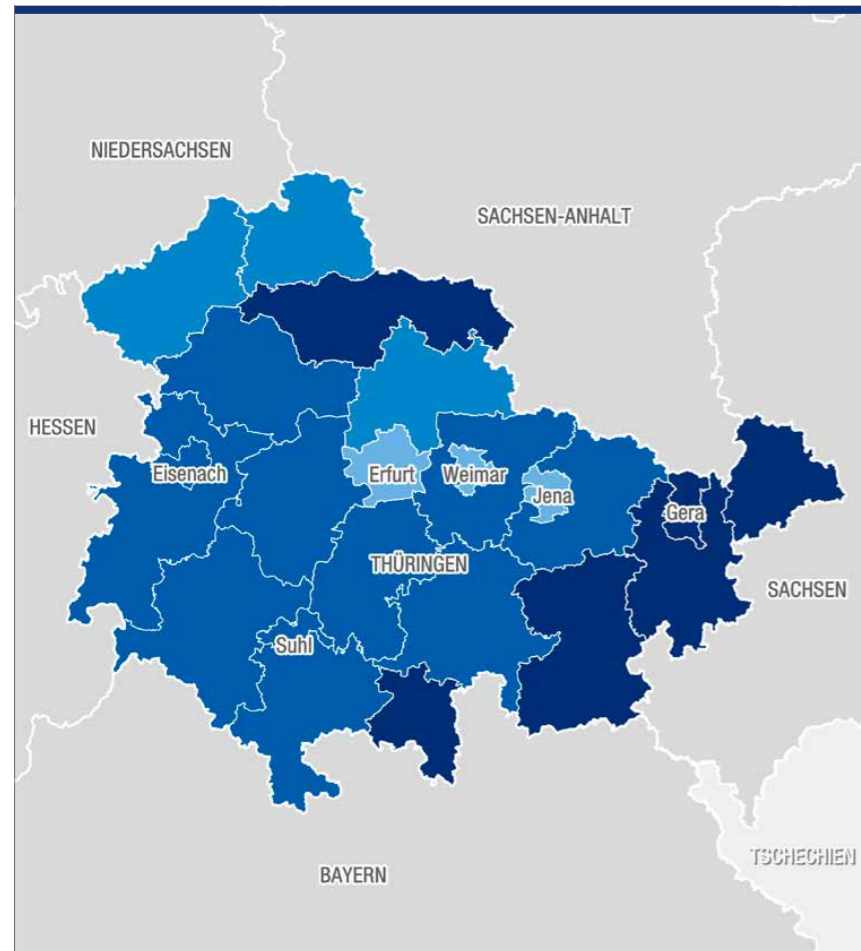 NIEDERSACHSEN
SACHSEN-ANHALT
HESSEN
Eisenach
Erfurt
Weimar
Jena
Gera
THÜRINGEN
SACHSEN
Suhl
TSCHECHIEN
BAYERN